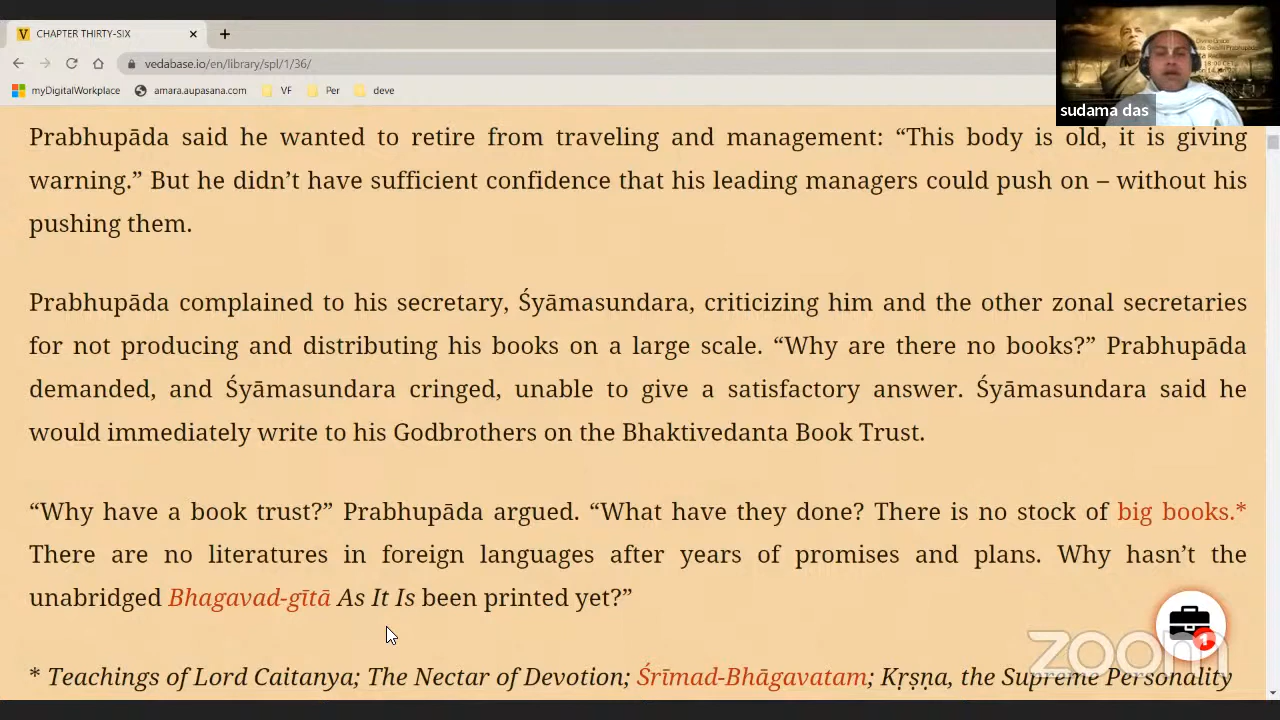 CHAPTER THIRTY-SIX
vedabase.io/en/library/spl/1/36/
myDigitalWorkplace amara.aupasana.com VF Per deve
sudama das
Prabhupāda said he wanted to retire from traveling and management: “This body is old, it is giving
warning.” But he didn’t have sufficient confidence that his leading managers could push on – without his
pushing them.
Prabhupāda complained to his secretary, Śyāmasundara, criticizing him and the other zonal secretaries
for not producing and distributing his books on a large scale. “Why are there no books?” Prabhupāda
demanded, and Śyāmasundara cringed, unable to give a satisfactory answer. Śyāmasundara said he
would immediately write to his Godbrothers on the Bhaktivedanta Book Trust.
“Why have a book trust?” Prabhupāda argued. “What have they done? There is no stock of big books.*
There are no literatures in foreign languages after years of promises and plans. Why hasn’t the
unabridged Bhagavad-gītā As It Is been printed yet?”
* Teachings of Lord Caitanya; The Nectar of Devotion; Śrīmad-Bhāgavatam; Kṛṣṇa, the Supreme Personality
zoom
1